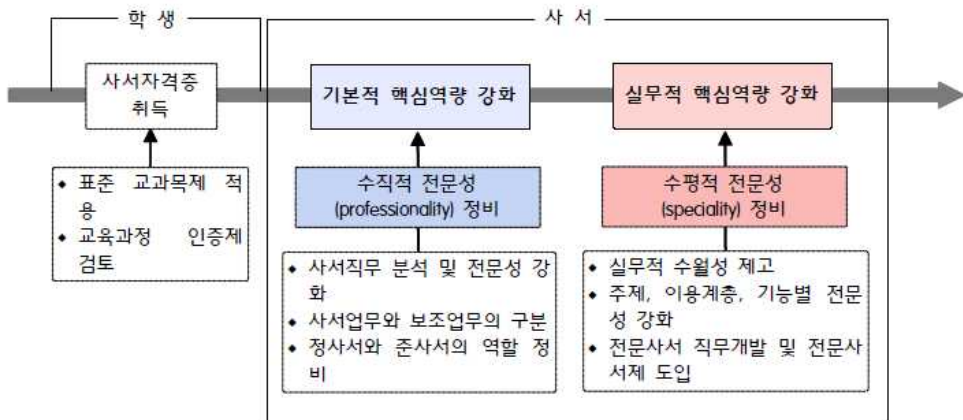 학 생
사 서
사서자격증
취득
기본적 핵심역량 강화
실무적 핵심역량 강화
◆ 표준 교과목제 적
용
◆ 교육과정 인증제
검토
수직적 전문성
(professionality) 정비
수평적 전문성
(speciality) 정비
◆ 사서직무 분석 및 전문성 강
화
◆ 사서업무와 보조업무의 구분
◆ 정사서와 준사서의 역할 정
비
◆ 실무적 수월성 제고
◆ 주제, 이용계층, 기능별 전문
성 강화
◆ 전문사서 직무개발 및 전문사
서제 도입